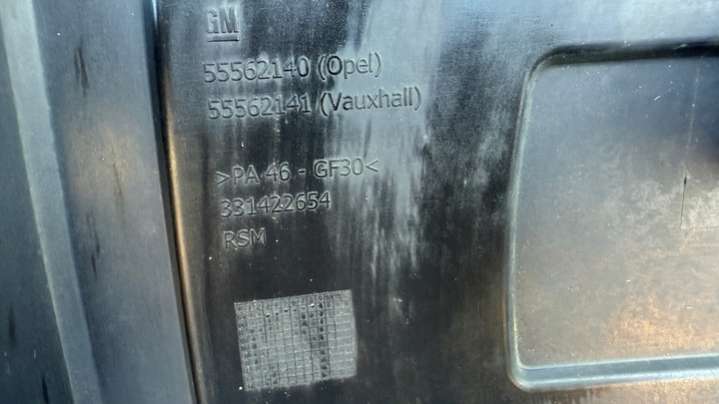 GM
55562140 (Opel)
55562141 (Vauxhall)
>PA 46 - GF30<
331422654
RSM